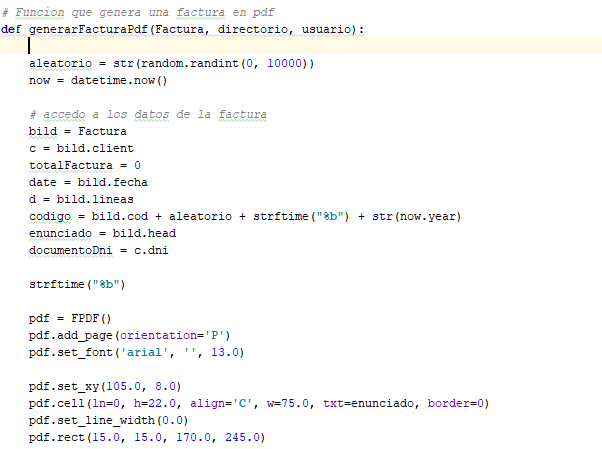 # Funcion que genera una factura en pdf
def generarFacturaPdf(Factura, directorio, usuario):
aleatorio = str(random.randint(0, 10000))
now = datetime.now()
# accedo a los datos de la factura
bild = Factura
c = bild.client
totalFactura = 0
date = bild.fecha
d = bild.lineas
codigo = bild.cod + aleatorio + strftime("%b") + str(now.year)
enunciado = bild.head
documentoDni = c.dni
strftime("%b")
pdf = FPDF()
pdf.add_page(orientation='P')
pdf.set_font('arial', '', 13.0)
pdf.set_xy(105.0, 8.0)
pdf.cell(ln=0, h=22.0, align='C', w=75.0, txt=enunciado, border=0)
pdf.set_line_width(0.0)
pdf.rect(15.0, 15.0, 170.0, 245.0)